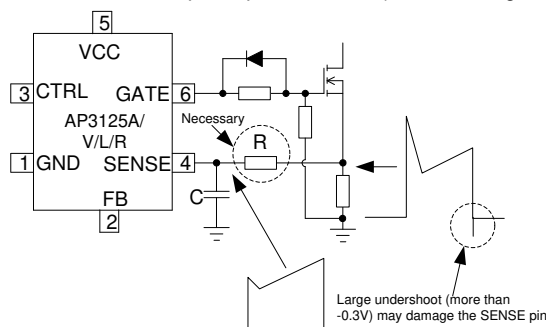 5
VCC
3 CTRL GATE 6
AP3125A/
V/L/R
Necessary
R
1 GND SENSE 4
C
FB
2
Large undershoot (more than
-0.3V) may damage the SENSE pin